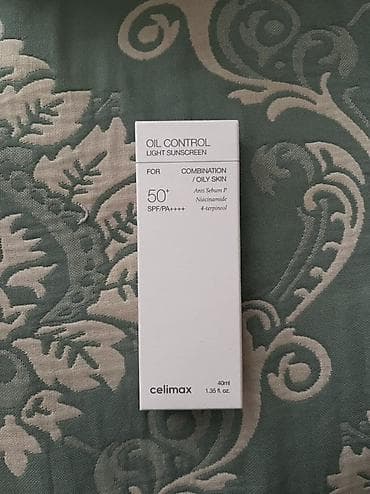 OIL CONTROL
LIGHT SUNSCREEN
FOR COMBINATION
/ OILY SKIN
50+
SPF/PA++++
Anti Sebum P
Niacinamide
4-terpineol
celimax
40ml
1.35 fl. oz.